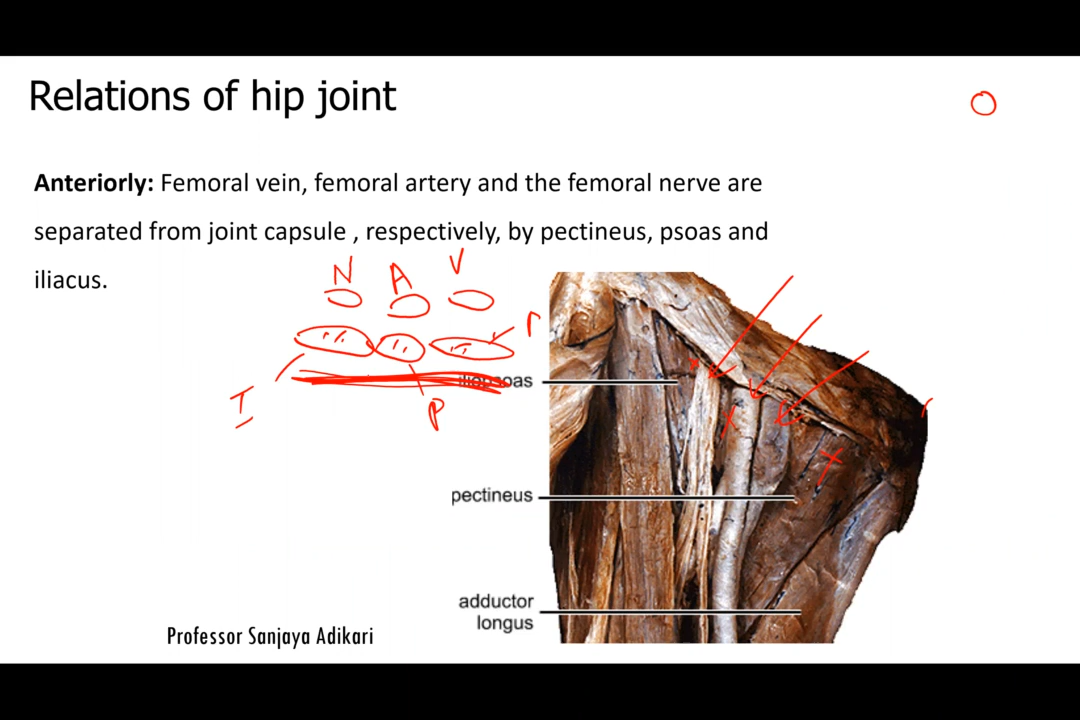 Relations of hip joint
Anteriorly: Femoral vein, femoral artery and the femoral nerve are
separated from joint capsule , respectively, by pectineus, psoas and
iliacus.
N A V
I
P
iliopsoas
pectineus
adductor
longus
Professor Sanjaya Adikari